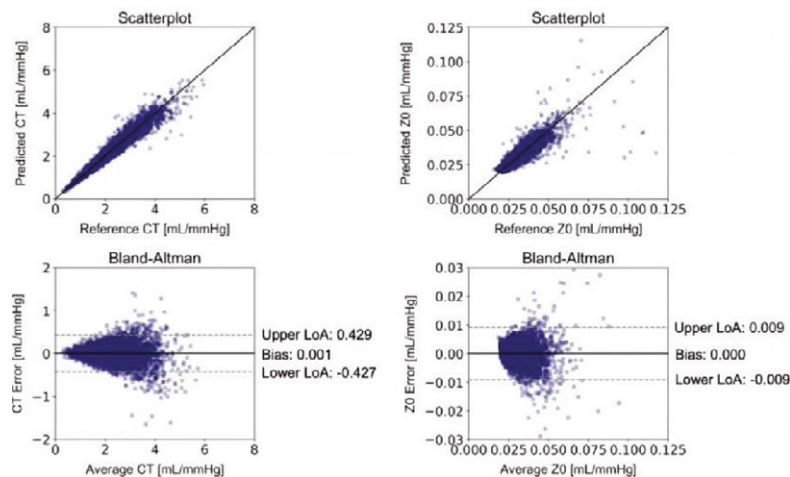 Scatterplot
8
6
4
2
0
Predicted CT [mL/mmHg]
0 2 4 6 8
Reference CT [mL/mmHg]
Scatterplot
0.125
0.100
0.075
0.050
0.025
0.000
Predicted Z0 [mL/mmHg]
0.000 0.025 0.050 0.075 0.100 0.125
Reference Z0 [mL/mmHg]
Bland-Altman
2
1
0
−1
−2
CT Error [mL/mmHg]
Upper LoA: 0.429
Bias: 0.001
Lower LoA: -0.427
0 2 4 6 8
Average CT [mL/mmHg]
Bland-Altman
0.03
0.02
0.01
0.00
−0.01
−0.02
−0.03
Z0 Error [mL/mmHg]
Upper LoA: 0.009
Bias: 0.000
Lower LoA: -0.009
0.000 0.025 0.050 0.075 0.100 0.125
Average Z0 [mL/mmHg]